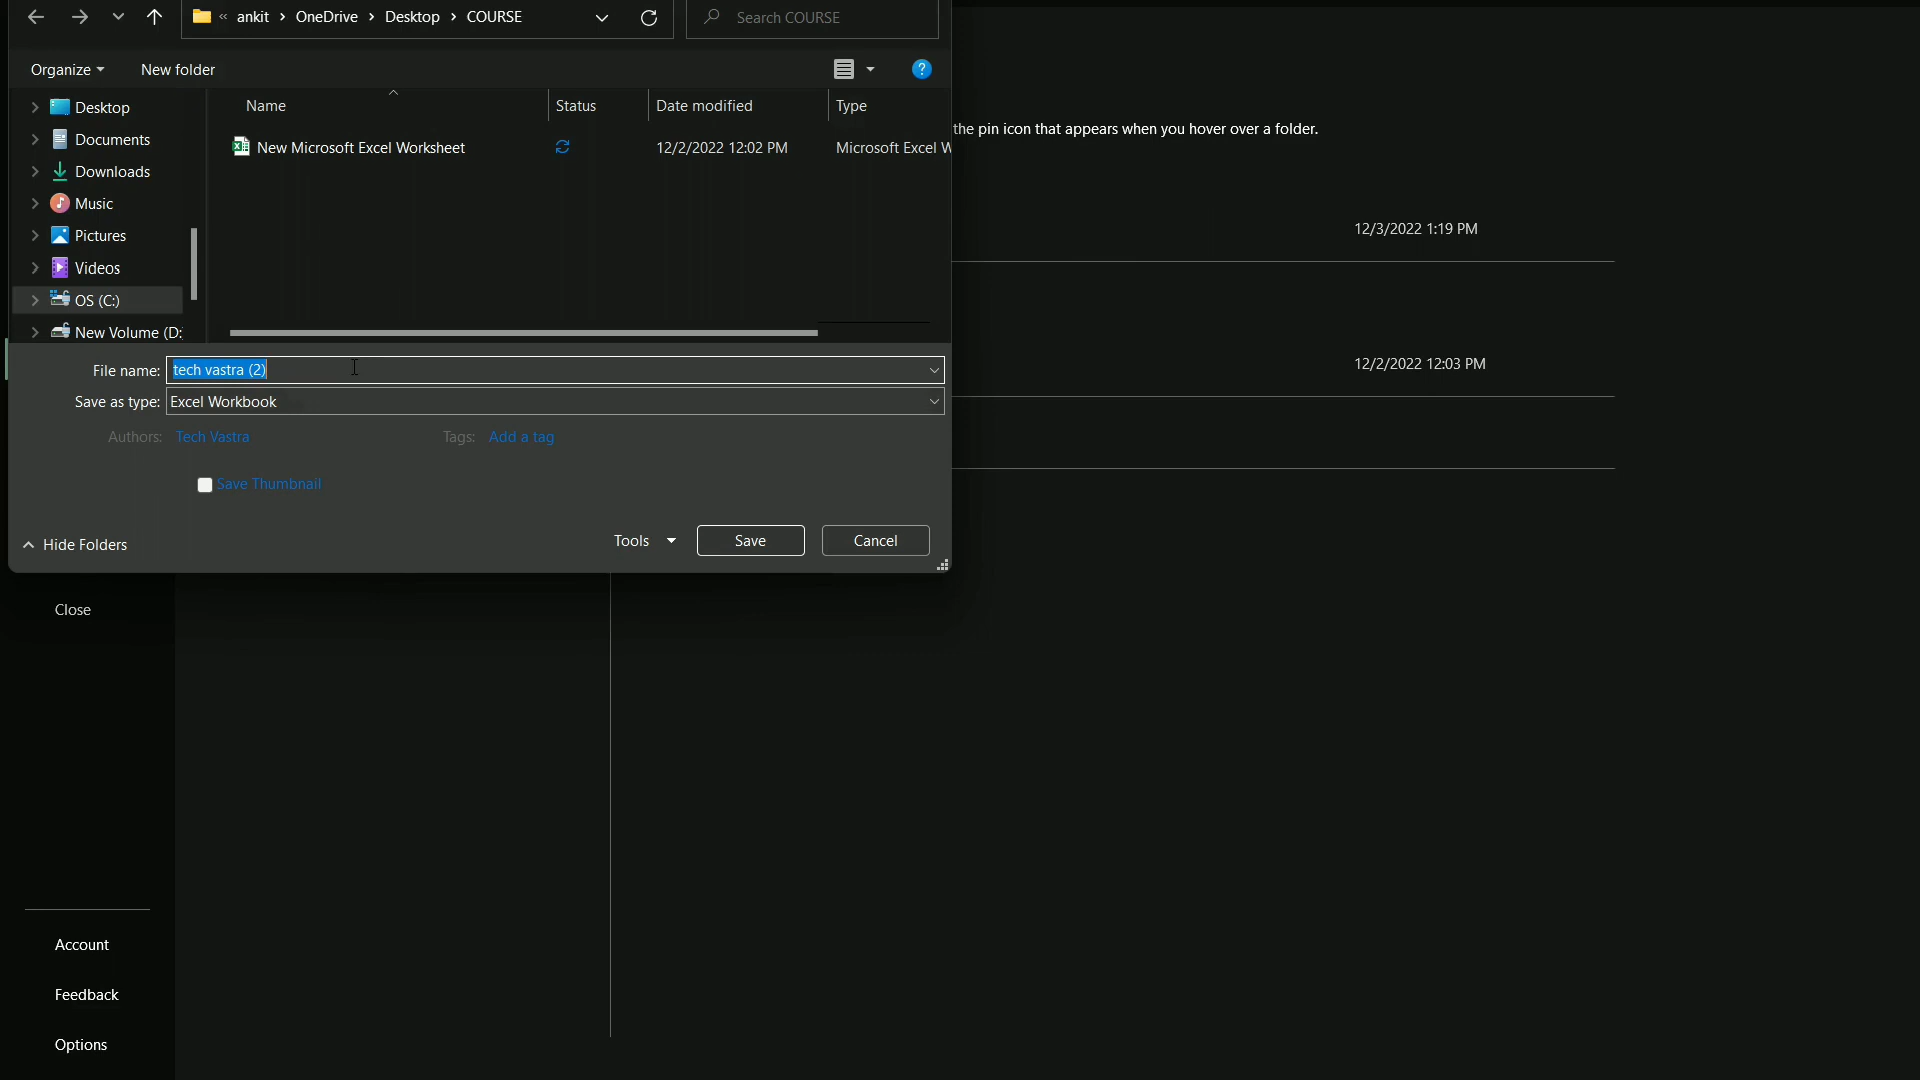 « ankit > OneDrive > Desktop > COURSE
Search COURSE
Organize
New folder
Name
Status
Date modified
Type
Desktop
Documents
Downloads
Music
Pictures
Videos
OS (C:)
New Volume (D:
New Microsoft Excel Worksheet
12/2/2022 12:02 PM
Microsoft Excel W
the pin icon that appears when you hover over a folder.
12/3/2022 1:19 PM
12/2/2022 12:03 PM
File name: tech vastra (2)
Save as type: Excel Workbook
Authors: Tech Vastra
Tags: Add a tag
Save Thumbnail
Hide Folders
Tools
Save
Cancel
Close
Account
Feedback
Options